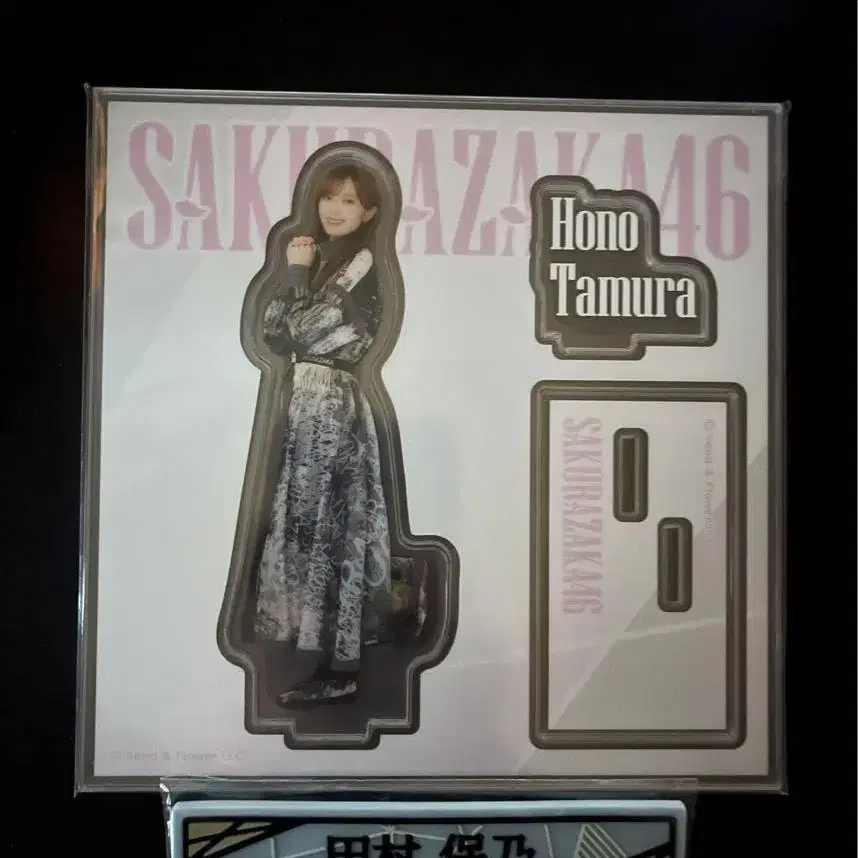 SAKURAZAKA46
Hono
Tamura
SAKURAZAKA46
© Seed & Flower LLC
© Seed & Flower LLC
田村 保乃